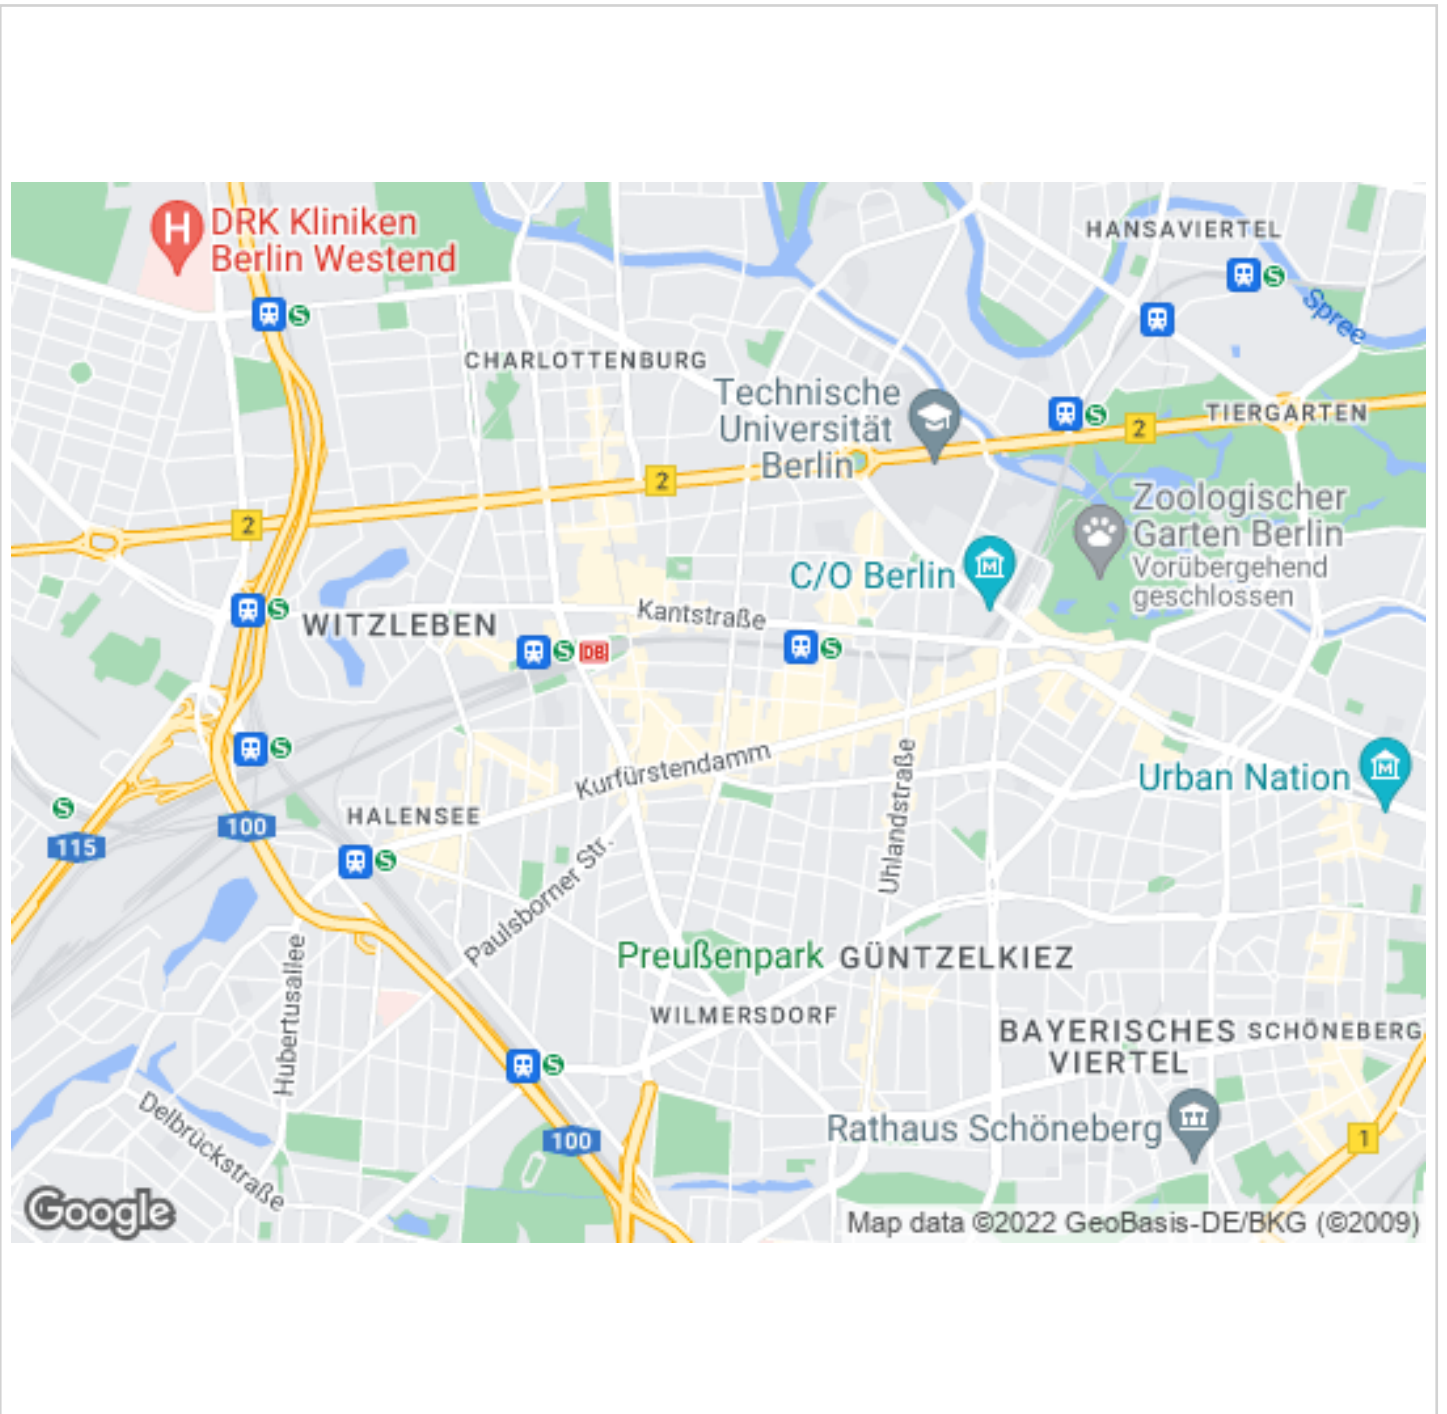 DRK Kliniken
Berlin Westend
HANSAVIERTEL
S
S
Spree
CHARLOTTENBURG
Technische
Universität
Berlin
S
2
TIERGARTEN
2
2
Zoologischer
Garten Berlin
Vorübergehend
geschlossen
C/O Berlin
S
WITZLEBEN
Kantstraße
S
DB
S
S
Kurfürstendamm
Uhlandstraße
Urban Nation
S
115
100
HALENSEE
S
Paulsborner Str.
Hubertusallee
Preußenpark
GÜNTZELKIEZ
WILMERSDORF
BAYERISCHES
VIERTEL
SCHÖNEBERG
S
Delbrückstraße
100
Rathaus Schöneberg
1
Google
Map data ©2022 GeoBasis-DE/BKG (©2009)